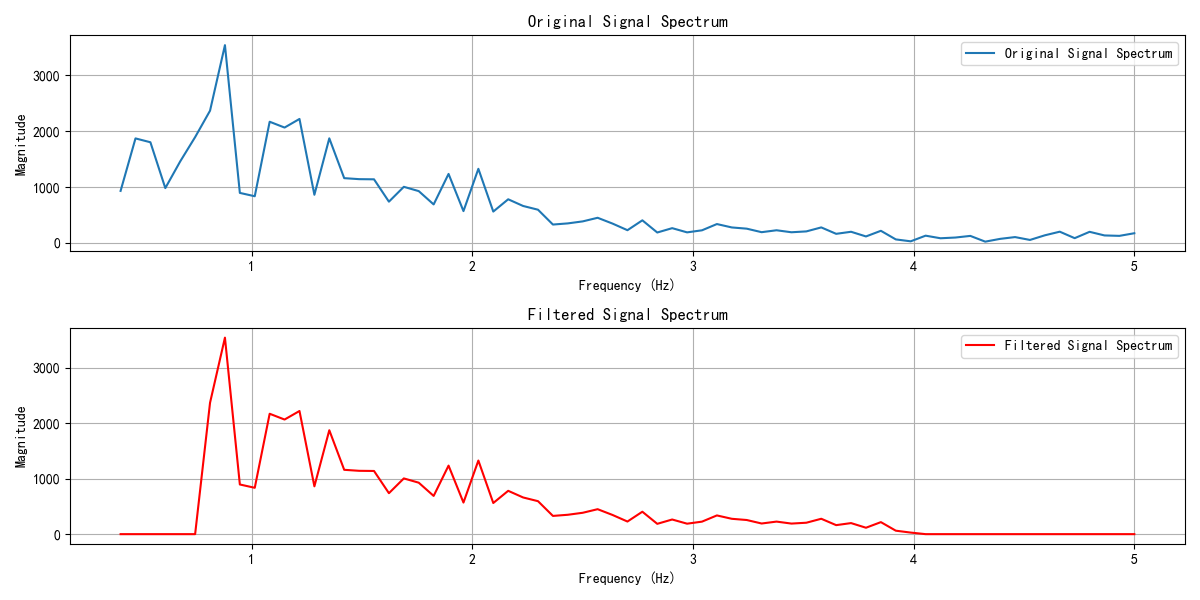 Original Signal Spectrum
Original Signal Spectrum
3000
2000
1000
0
Magnitude
1 2 3 4 5
Frequency (Hz)
Filtered Signal Spectrum
Filtered Signal Spectrum
3000
2000
1000
0
Magnitude
1 2 3 4 5
Frequency (Hz)